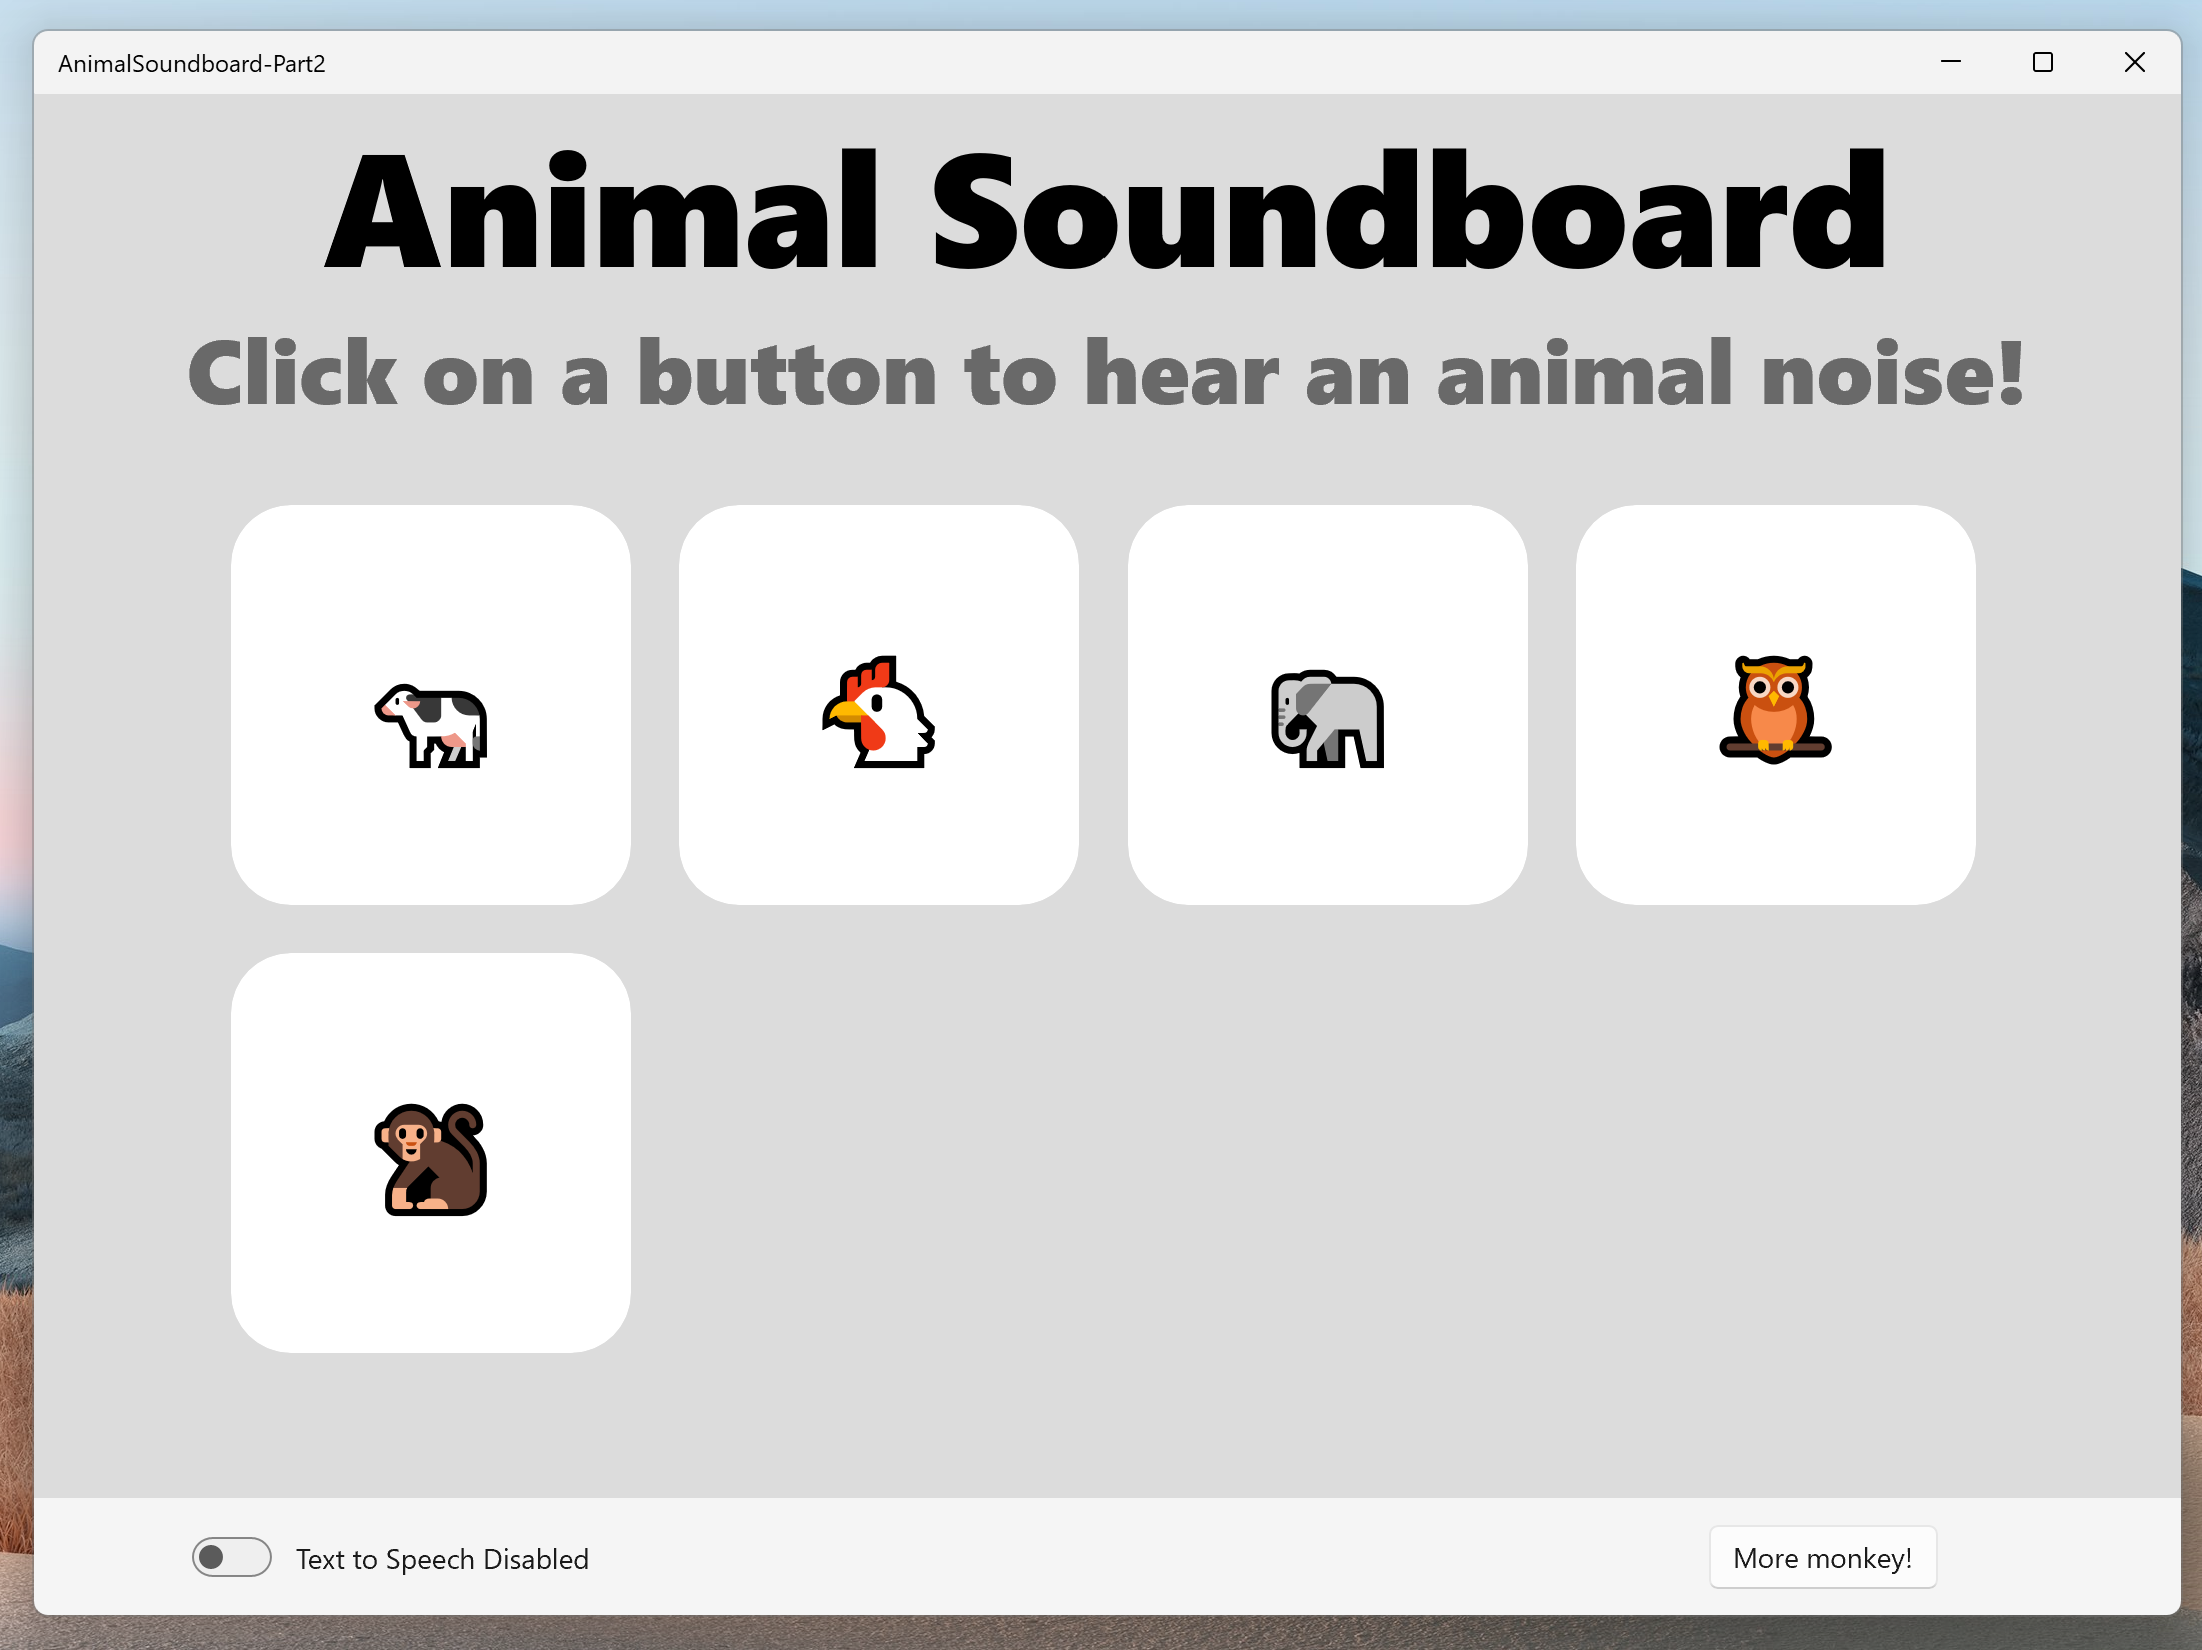 AnimalSoundboard-Part2
Animal Soundboard
Click on a button to hear an animal noise!
Text to Speech Disabled
More monkey!